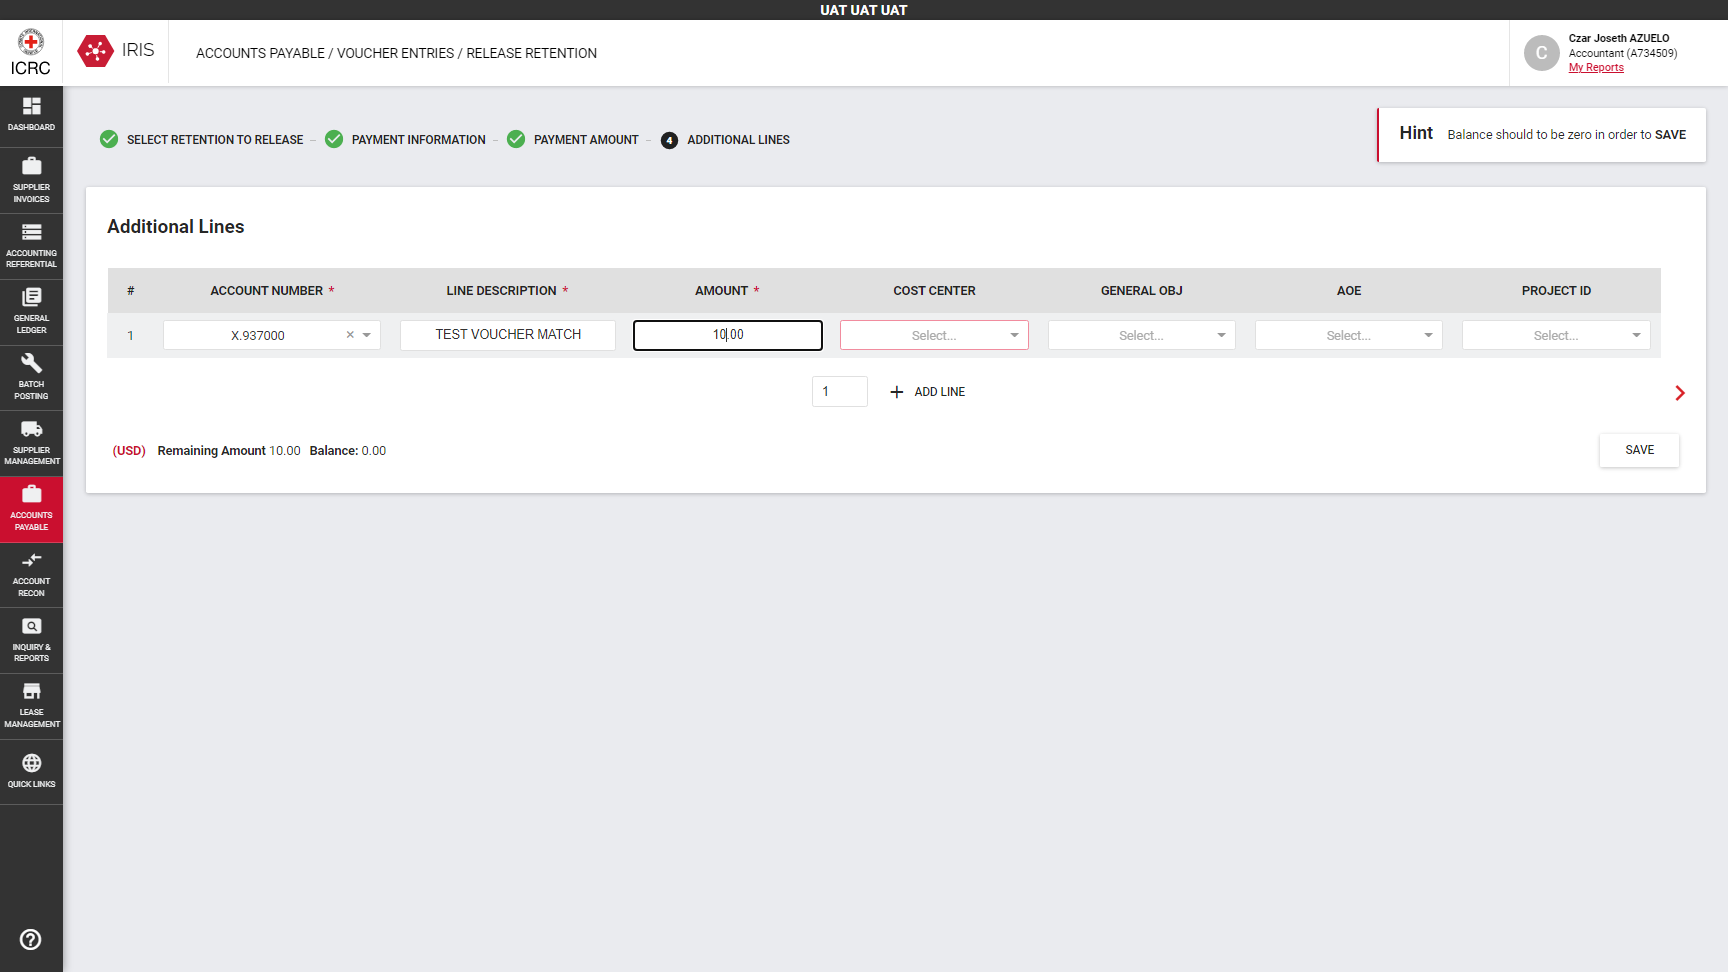 UAT UAT UAT
ICRC
IRIS
ACCOUNTS PAYABLE / VOUCHER ENTRIES / RELEASE RETENTION
C
Czar Joseth AZUELO
Accountant (A734509)
My Reports
DASHBOARD
SUPPLIER
INVOICES
ACCOUNTING
REFERENTIAL
GENERAL
LEDGER
BATCH
POSTING
SUPPLIER
MANAGEMENT
ACCOUNTS
PAYABLE
ACCOUNT
RECON
INQUIRY &
REPORTS
LEASE
MANAGEMENT
QUICK LINKS
SELECT RETENTION TO RELEASE – PAYMENT INFORMATION – PAYMENT AMOUNT – 4 ADDITIONAL LINES
Hint Balance should to be zero in order to SAVE
Additional Lines
# ACCOUNT NUMBER * LINE DESCRIPTION * AMOUNT * COST CENTER GENERAL OBJ AOE PROJECT ID
1 X.937000 × TEST VOUCHER MATCH 10.00 Select... Select... Select... Select...
1 + ADD LINE
(USD) Remaining Amount 10.00 Balance: 0.00
SAVE